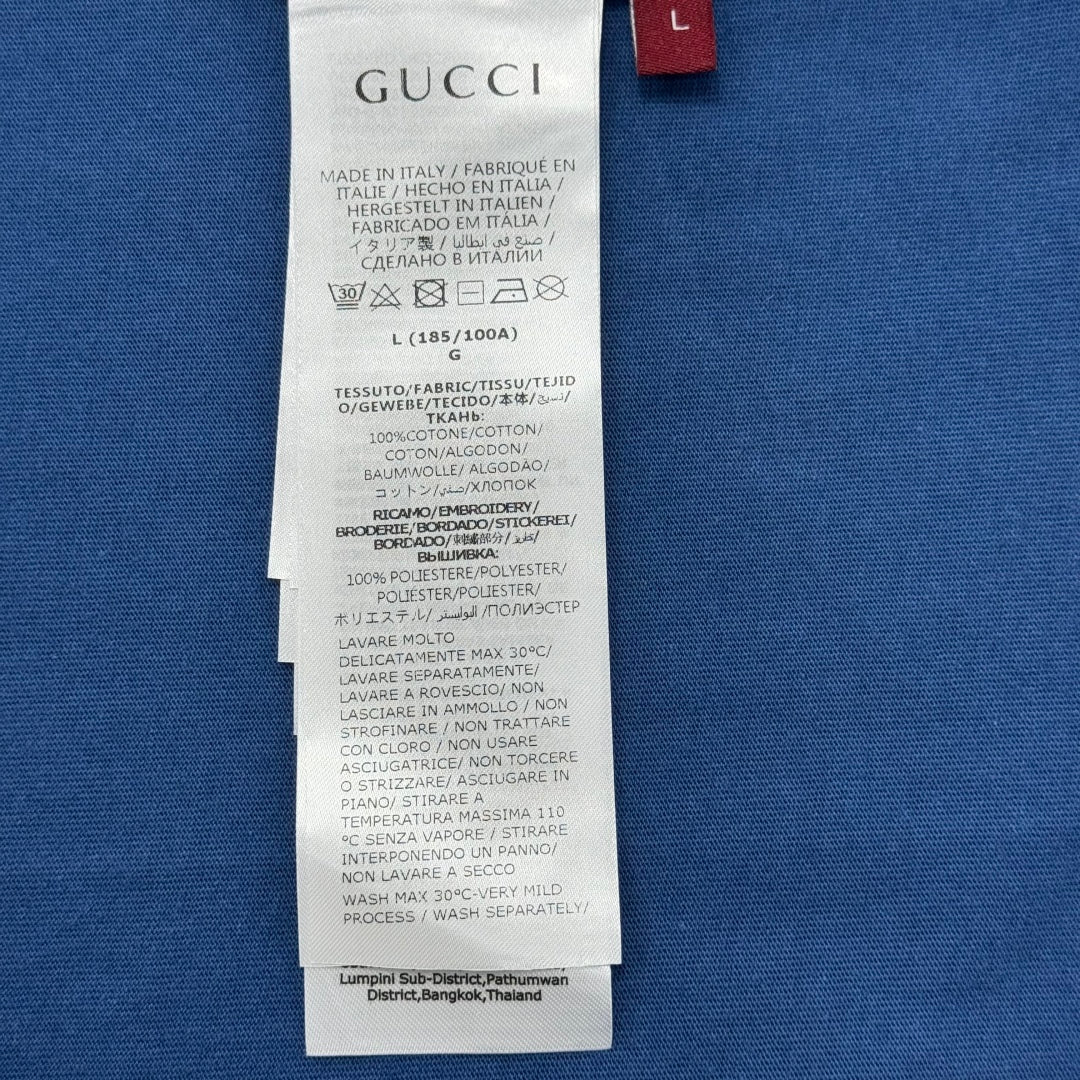 L
GUCCI
MADE IN ITALY / FABRIQUÉ EN
ITALIE / HECHO EN ITALIA /
HERGESTELT IN ITALIEN /
FABRICADO EM ITÁLIA /
イタリア製 / صنع في ايطاليا /
СДЕЛАНО В ИТАЛИИ
30
L (185/100A)
G
TESSUTO/FABRIC/TISSU/TEJID
O/GEWEBE/TECIDO/本体/نسيج/
ТКАНЬ:
100%COTONE/COTTON/
COTON/ALGODON/
BAUMWOLLE/ ALGODÃO/
コットン/صني/ХЛОПОК
RICAMO/EMBROIDERY/
BRODERIE/BORDADO/STICKEREI/
BORDADO/刺繍部分/
ВЫШИВКА:
100% POLIESTERE/POLYESTER/
POLIÉSTER/POLIESTER/
ポリエステル/ البوليستر /ПОЛИЭСТЕР
LAVARE MOLTO
DELICATAMENTE MAX 30°C/
LAVARE SEPARATAMENTE/
LAVARE A ROVESCIO/ NON
LASCIARE IN AMMOLLO / NON
STROFINARE / NON TRATTARE
CON CLORO / NON USARE
ASCIUGATRICE/ NON TORCERE
O STRIZZARE/ ASCIUGARE IN
PIANO/ STIRARE A
TEMPERATURA MASSIMA 110
°C SENZA VAPORE / STIRARE
INTERPONENDO UN PANNO/
NON LAVARE A SECCO
WASH MAX 30°C-VERY MILD
PROCESS / WASH SEPARATELY/
Lumpini Sub-District,Pathumwan
District,Bangkok,Thaiand